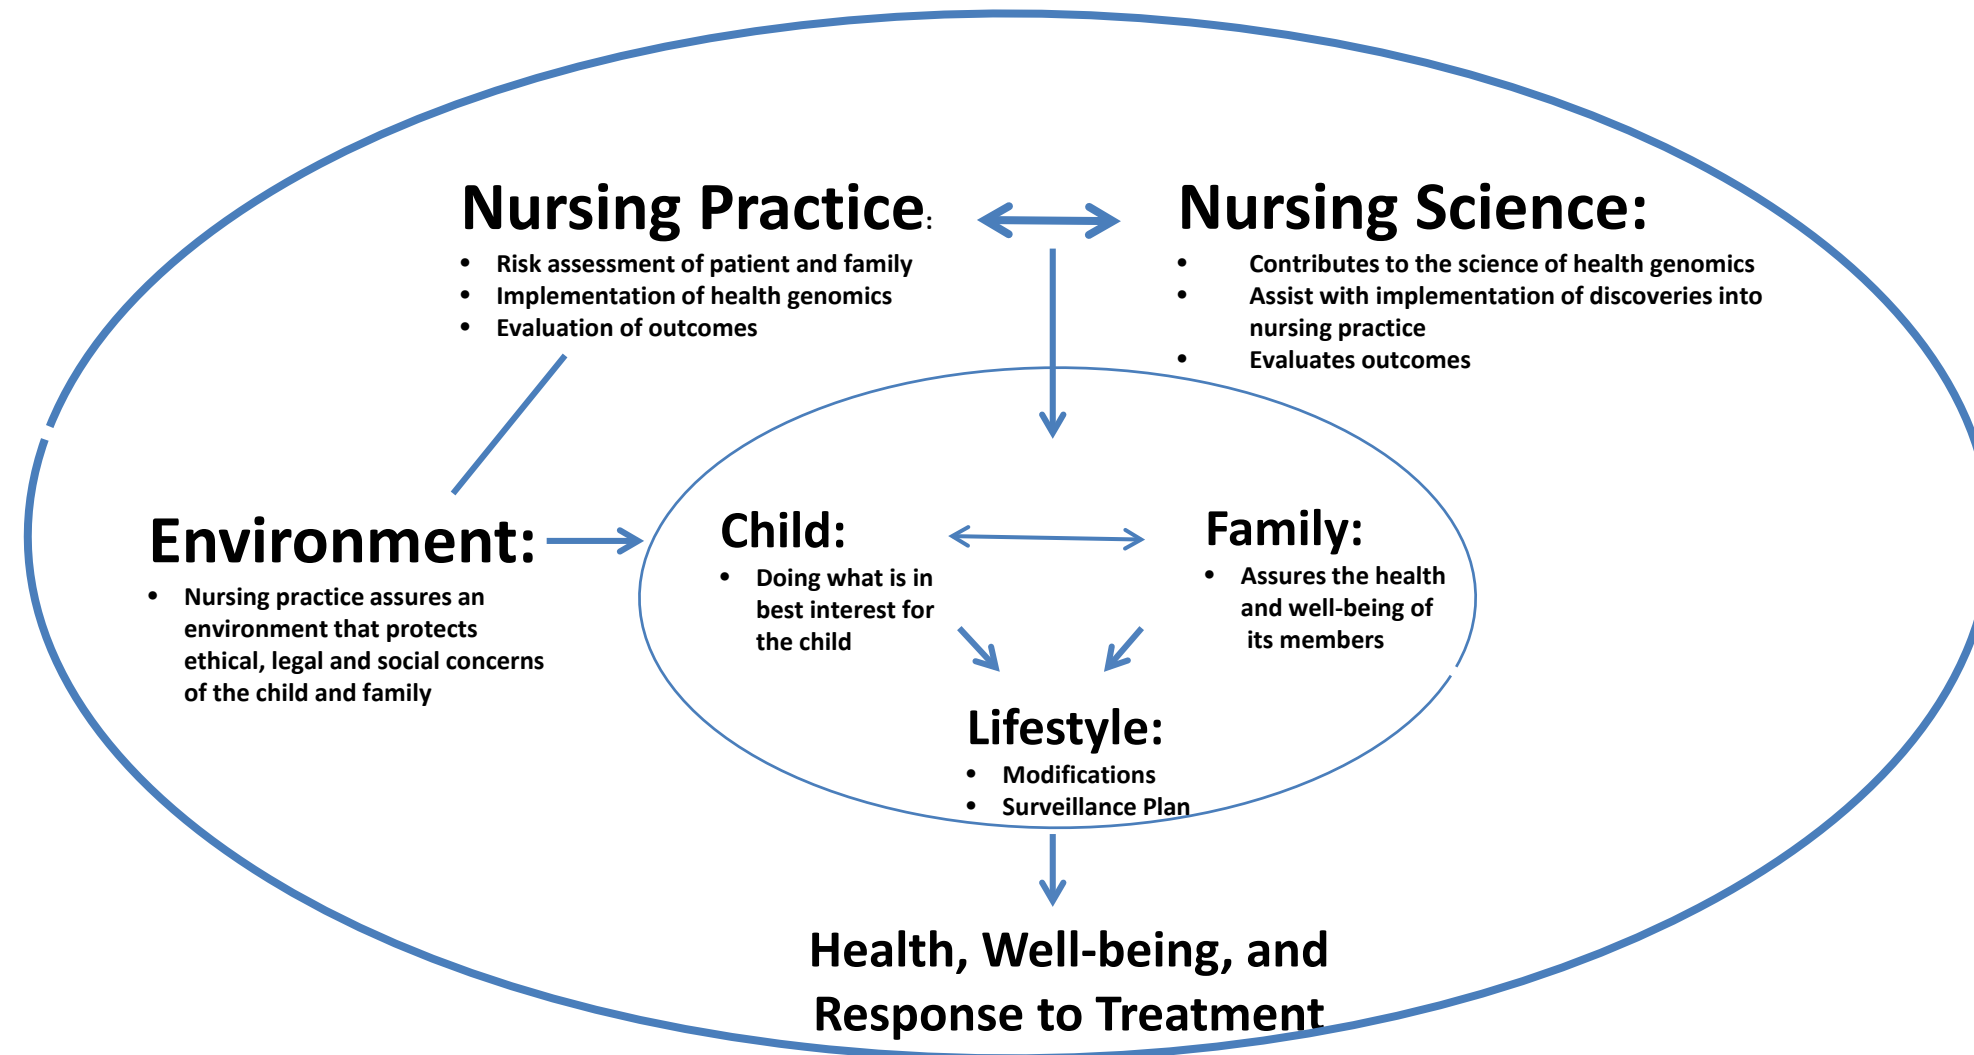 Nursing Practice:
• Risk assessment of patient and family
• Implementation of health genomics
• Evaluation of outcomes
Nursing Science:
• Contributes to the science of health genomics
• Assist with implementation of discoveries into
nursing practice
• Evaluates outcomes
Environment:
• Nursing practice assures an
environment that protects
ethical, legal and social concerns
of the child and family
Child:
• Doing what is in
best interest for
the child
Family:
• Assures the health
and well-being of
its members
Lifestyle:
• Modifications
• Surveillance Plan
Health, Well-being, and
Response to Treatment